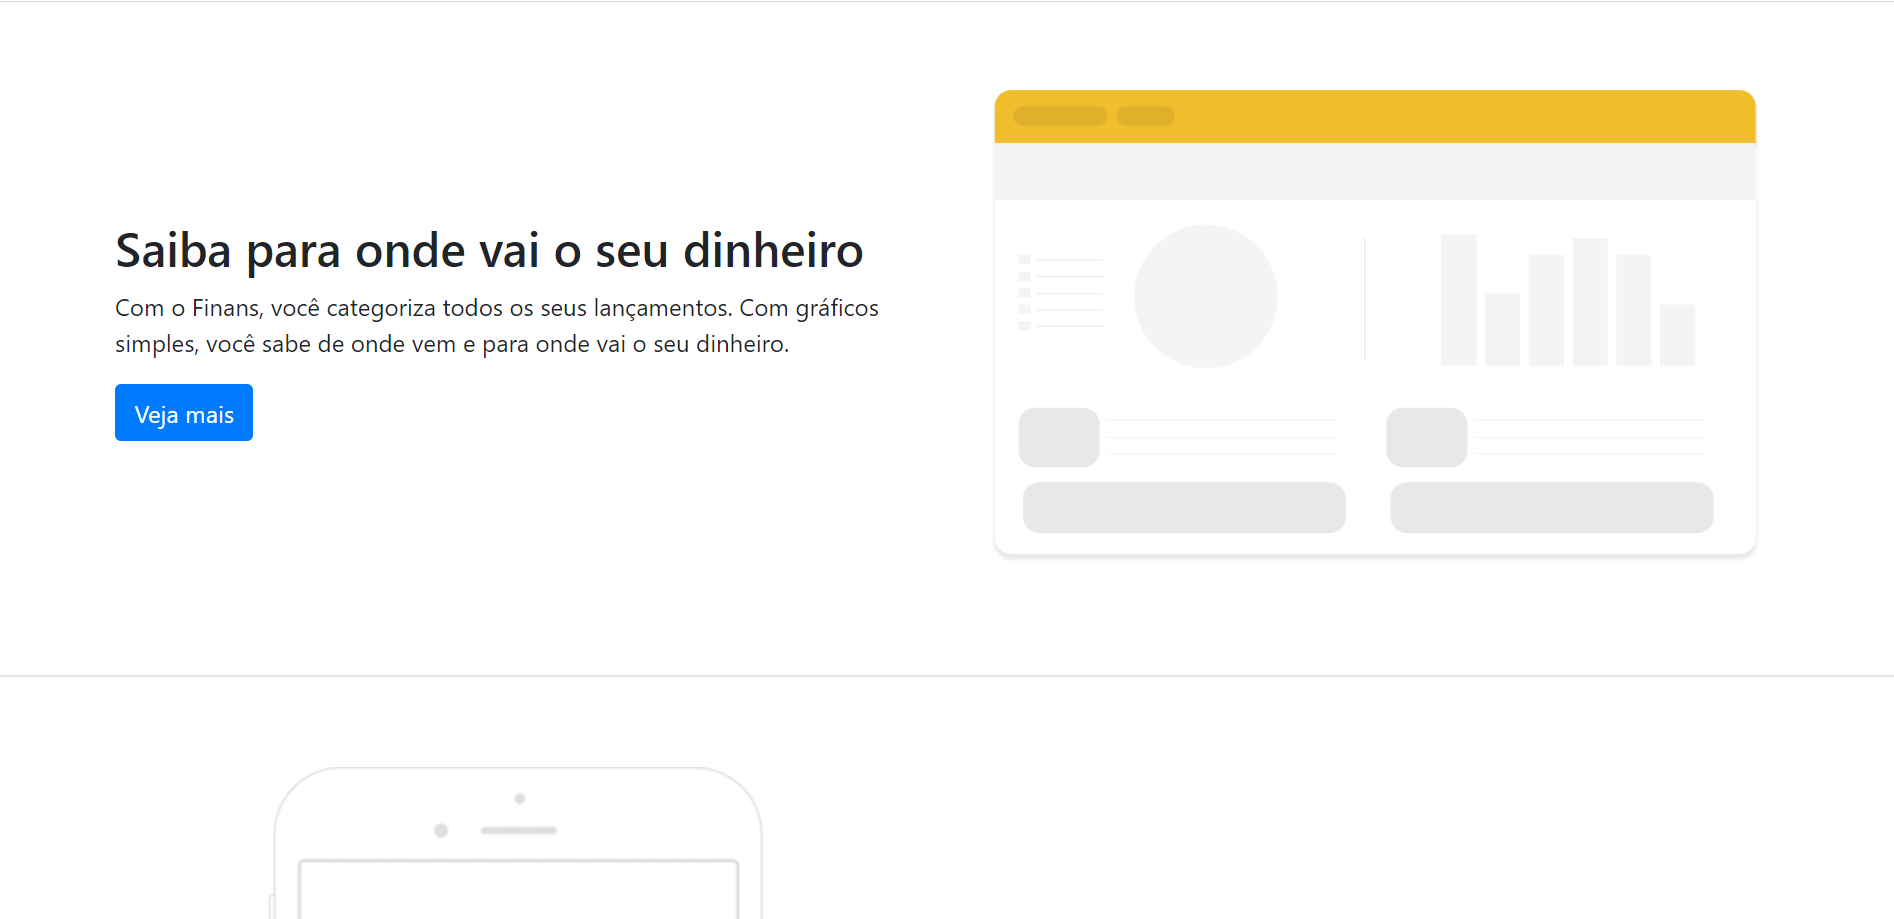 Saiba para onde vai o seu dinheiro
Com o Finans, você categoriza todos os seus lançamentos. Com gráficos
simples, você sabe de onde vem e para onde vai o seu dinheiro.
Veja mais